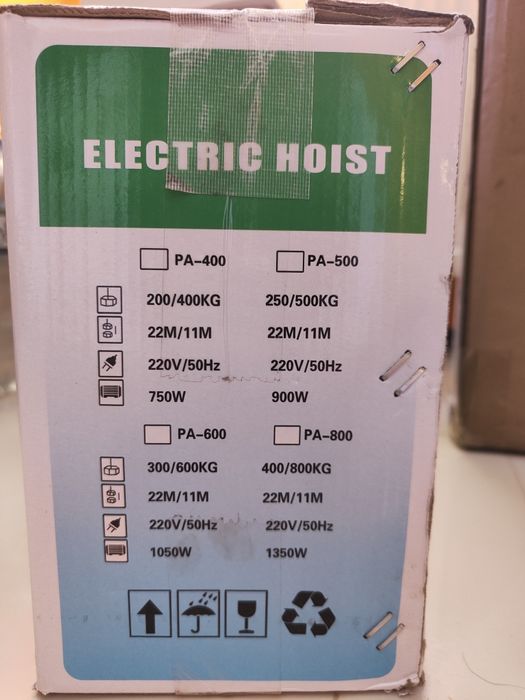 ELECTRIC HOIST
PA-400 PA-500
200/400KG 250/500KG
22M/11M 22M/11M
220V/50Hz 220V/50Hz
750W 900W
PA-600 PA-800
300/600KG 400/800KG
22M/11M 22M/11M
220V/50Hz 220V/50Hz
1050W 1350W